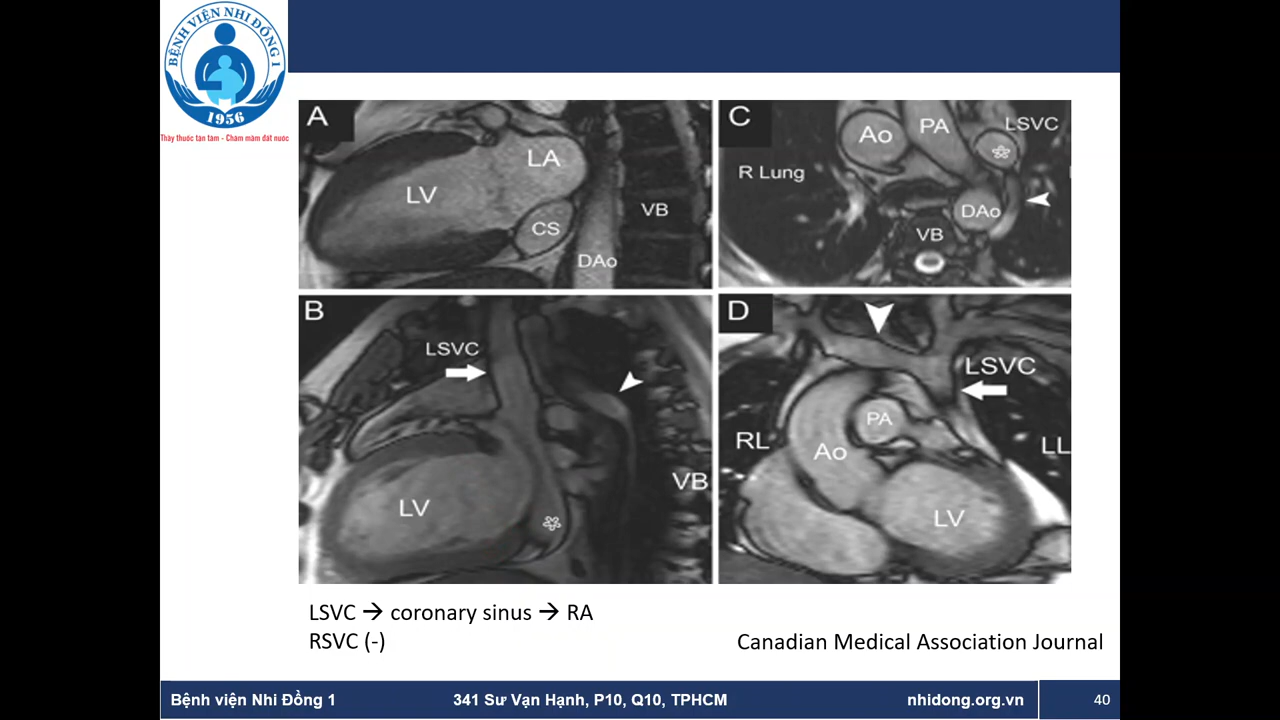 BỆNH VIỆN NHI ĐỒNG 1
1956
Thầy thuốc tận tâm - Chăm mầm đất nước
A
LA
LV
VB
CS
DAo
C
Ao
PA
LSVC
R Lung
DAo
VB
B
LSVC
LV
VB
D
LSVC
PA
RL
Ao
LL
LV
LSVC → coronary sinus → RA
RSVC (-)
Canadian Medical Association Journal
Bệnh viện Nhi Đồng 1
341 Sư Vạn Hạnh, P10, Q10, TPHCM
nhidong.org.vn
40